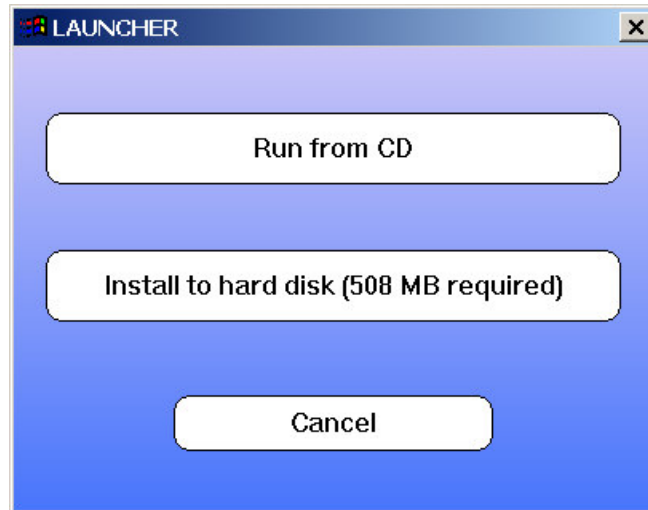 LAUNCHER
Run from CD
Install to hard disk (508 MB required)
Cancel